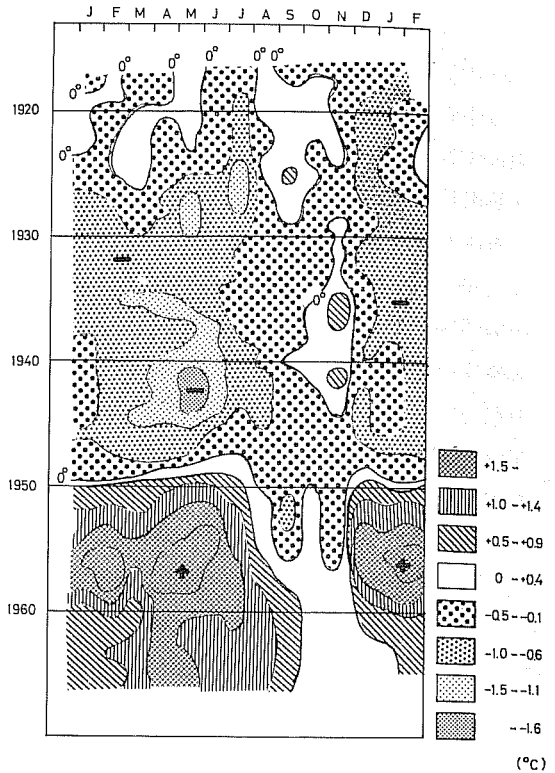 J F M A M J J A S O N D J F
0° 0° 0° 0° 0°
0°
1920
0°
1930
0°
1940
0°
1950
1960
+1.5 -
+1.0 - +1.4
+0.5 - +0.9
0 - +0.4
-0.5 - -0.1
-1.0 - -0.6
-1.5 - -1.1
- -1.6
(°C)